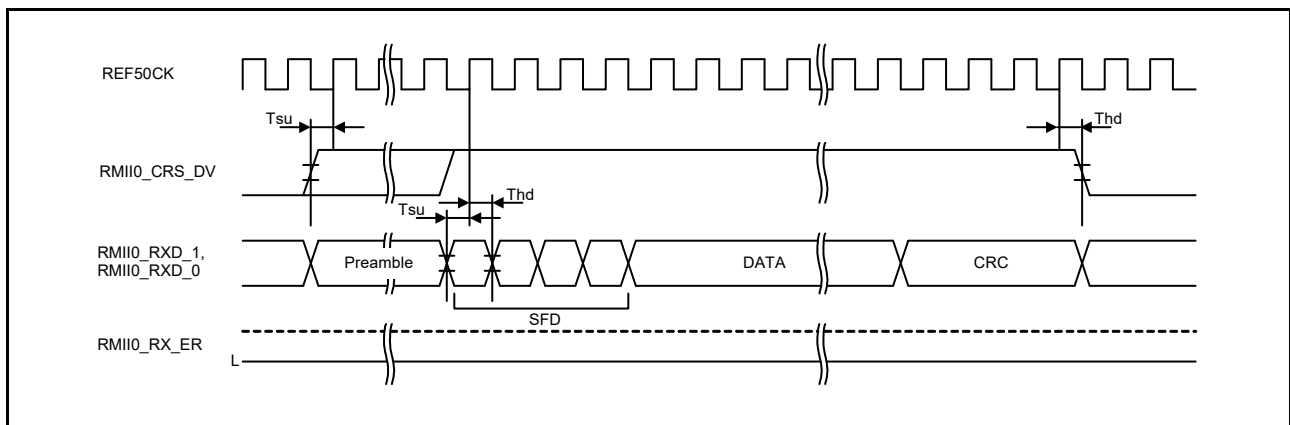 REF50CK
Tsu
Thd
RMII0_CRS_DV
Thd
Tsu
RMII0_RXD_1,
RMII0_RXD_0
Preamble
DATA
CRC
SFD
RMII0_RX_ER
L